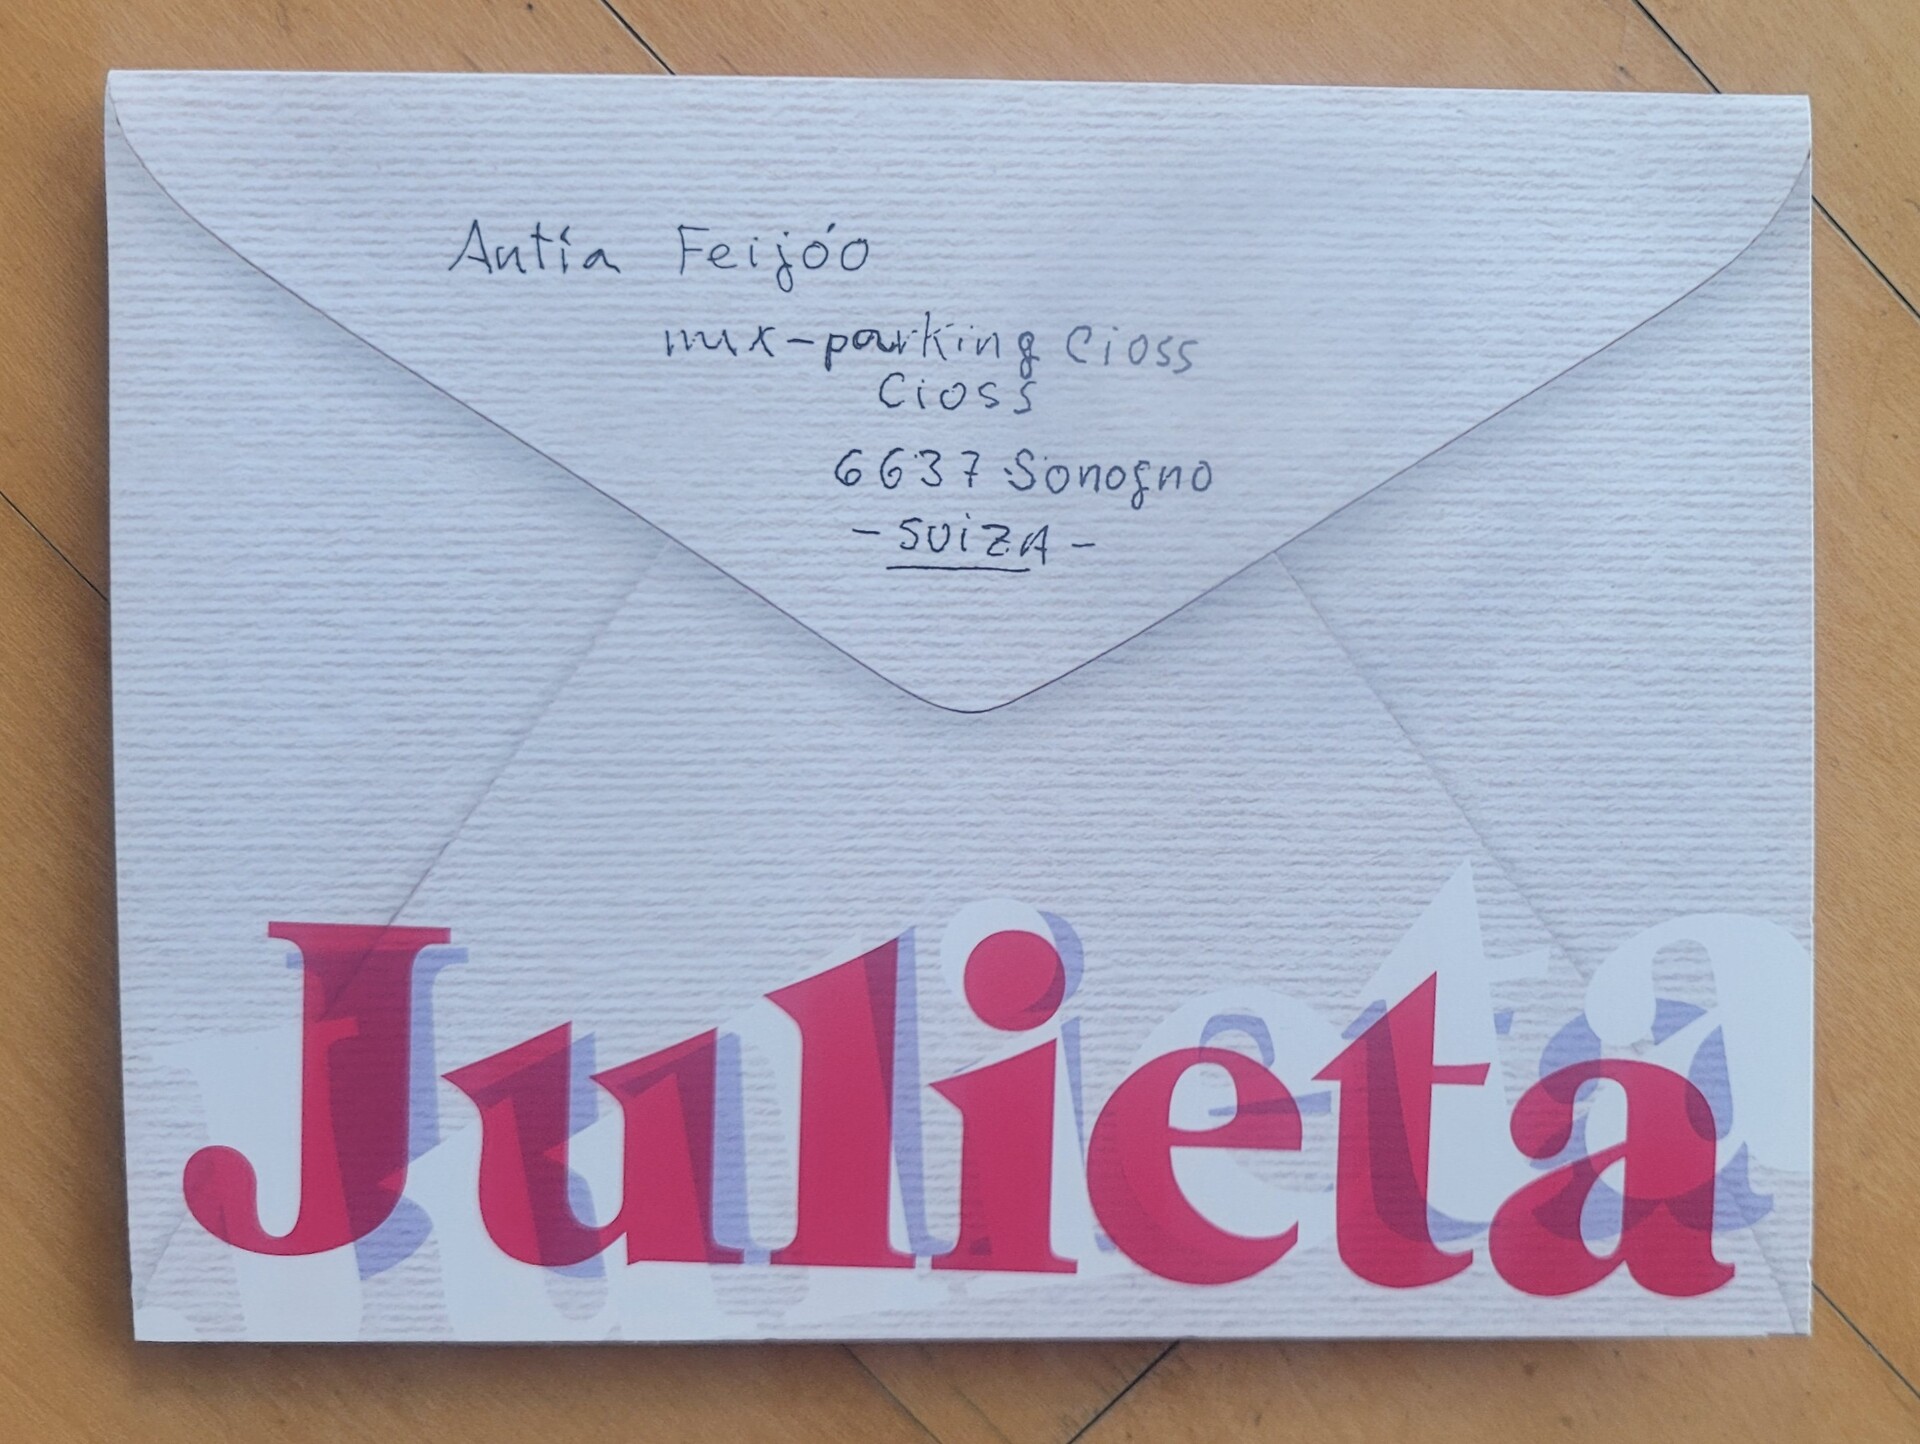 Antía Feijóo
mx-parking Cioss
Cioss
6637 Sonogno
- SUiZA -
Julieta